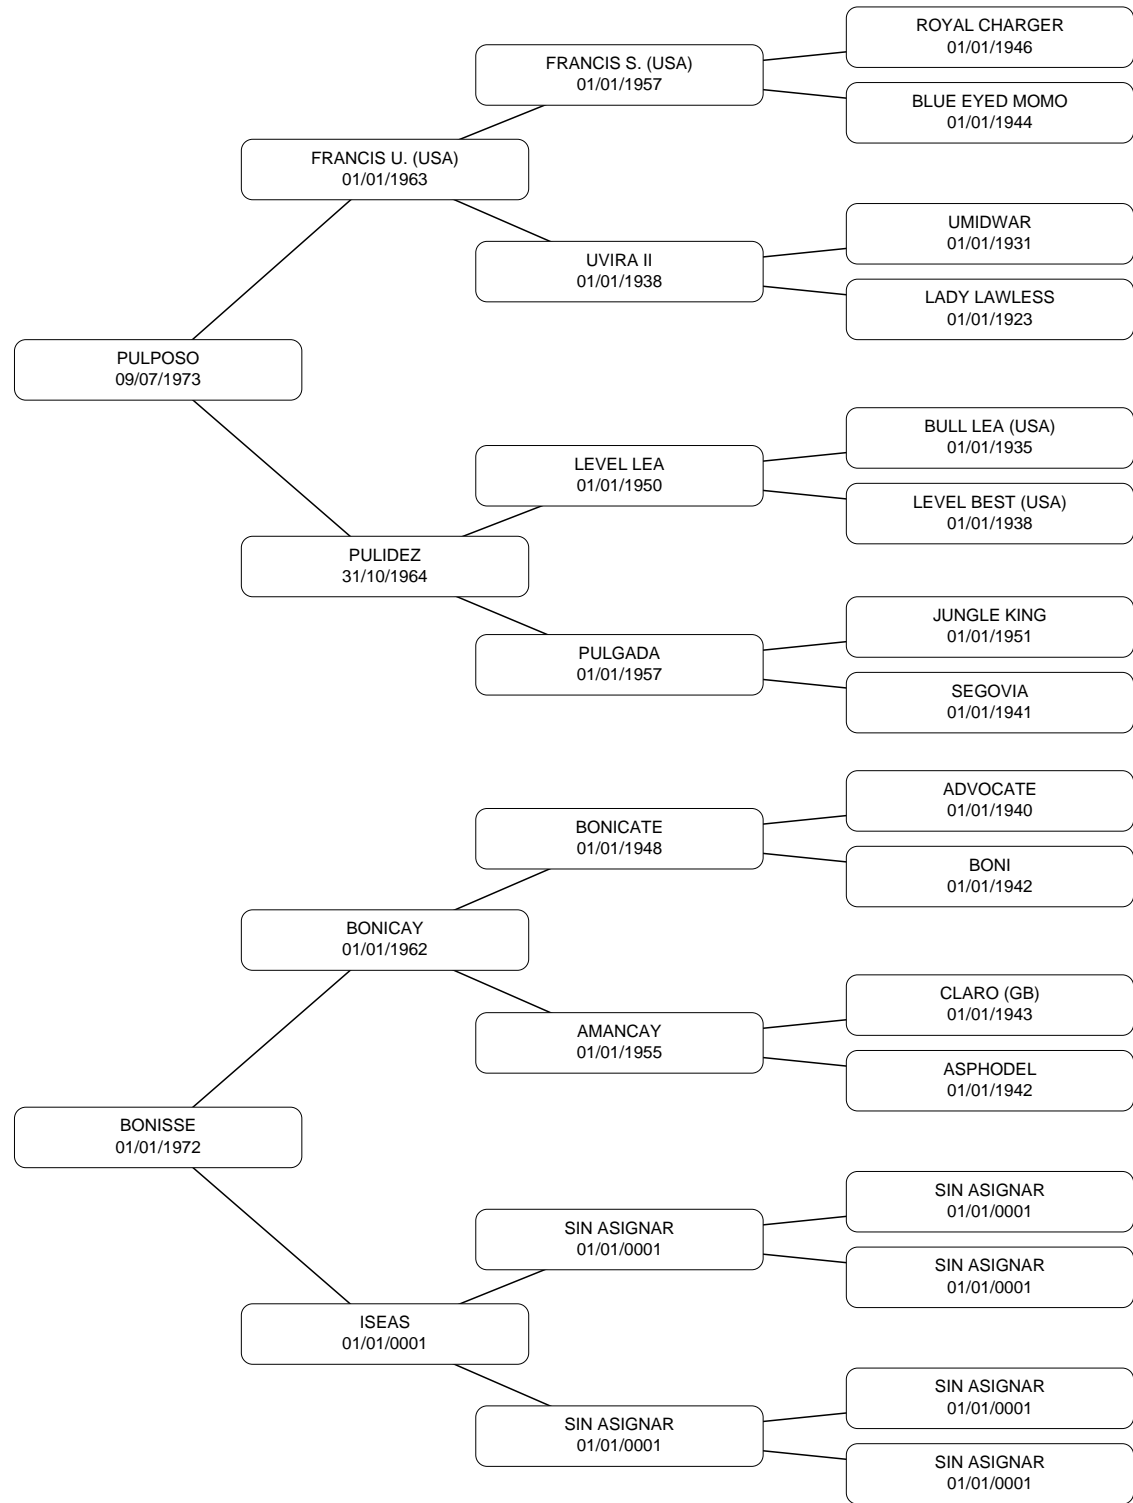 ROYAL CHARGER
01/01/1946
FRANCIS S. (USA)
01/01/1957
BLUE EYED MOMO
01/01/1944
FRANCIS U. (USA)
01/01/1963
UMIDWAR
01/01/1931
UVIRA II
01/01/1938
LADY LAWLESS
01/01/1923
PULPOSO
09/07/1973
BULL LEA (USA)
01/01/1935
LEVEL LEA
01/01/1950
LEVEL BEST (USA)
01/01/1938
PULIDEZ
31/10/1964
JUNGLE KING
01/01/1951
PULGADA
01/01/1957
SEGOVIA
01/01/1941
ADVOCATE
01/01/1940
BONICATE
01/01/1948
BONI
01/01/1942
BONICAY
01/01/1962
CLARO (GB)
01/01/1943
AMANCAY
01/01/1955
ASPHODEL
01/01/1942
BONISSE
01/01/1972
SIN ASIGNAR
01/01/0001
SIN ASIGNAR
01/01/0001
SIN ASIGNAR
01/01/0001
ISEAS
01/01/0001
SIN ASIGNAR
01/01/0001
SIN ASIGNAR
01/01/0001
SIN ASIGNAR
01/01/0001